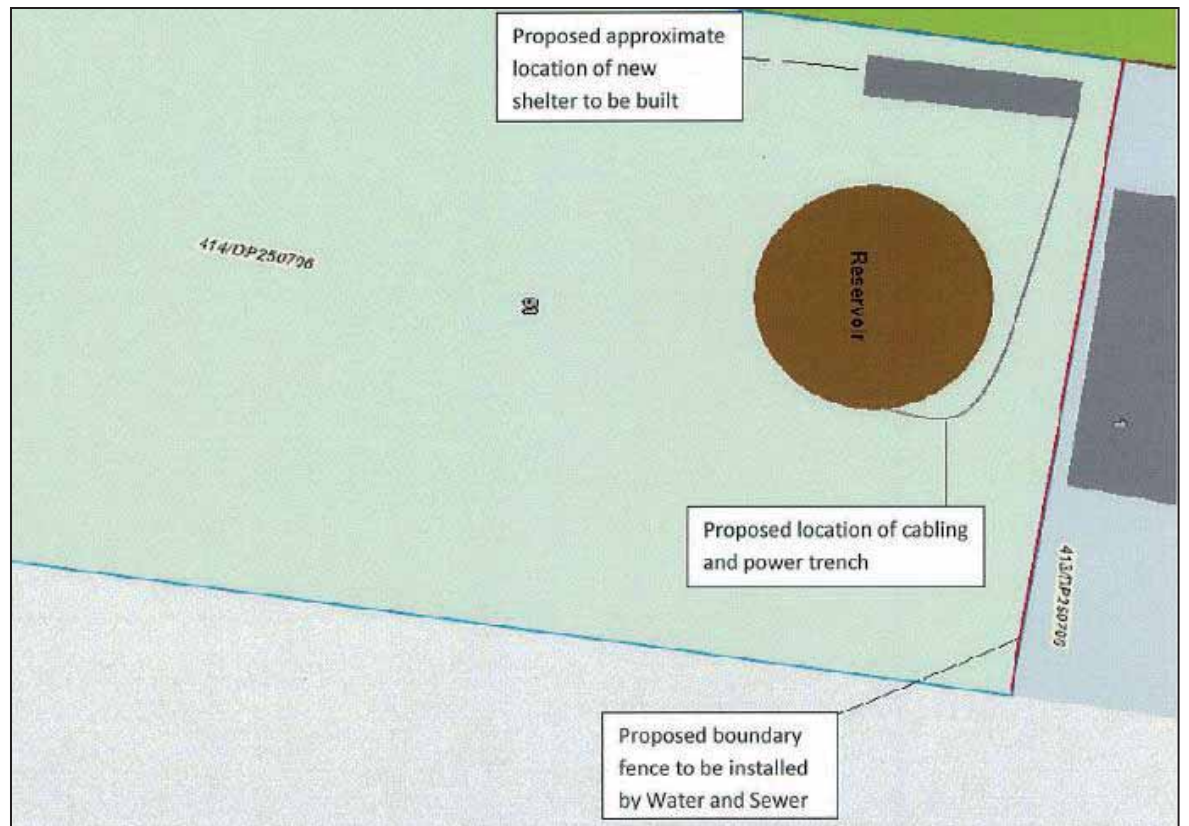 Proposed approximate
location of new
shelter to be built
414/DP250706
Reservoir
Proposed location of cabling
and power trench
413/DP250706
Proposed boundary
fence to be installed
by Water and Sewer